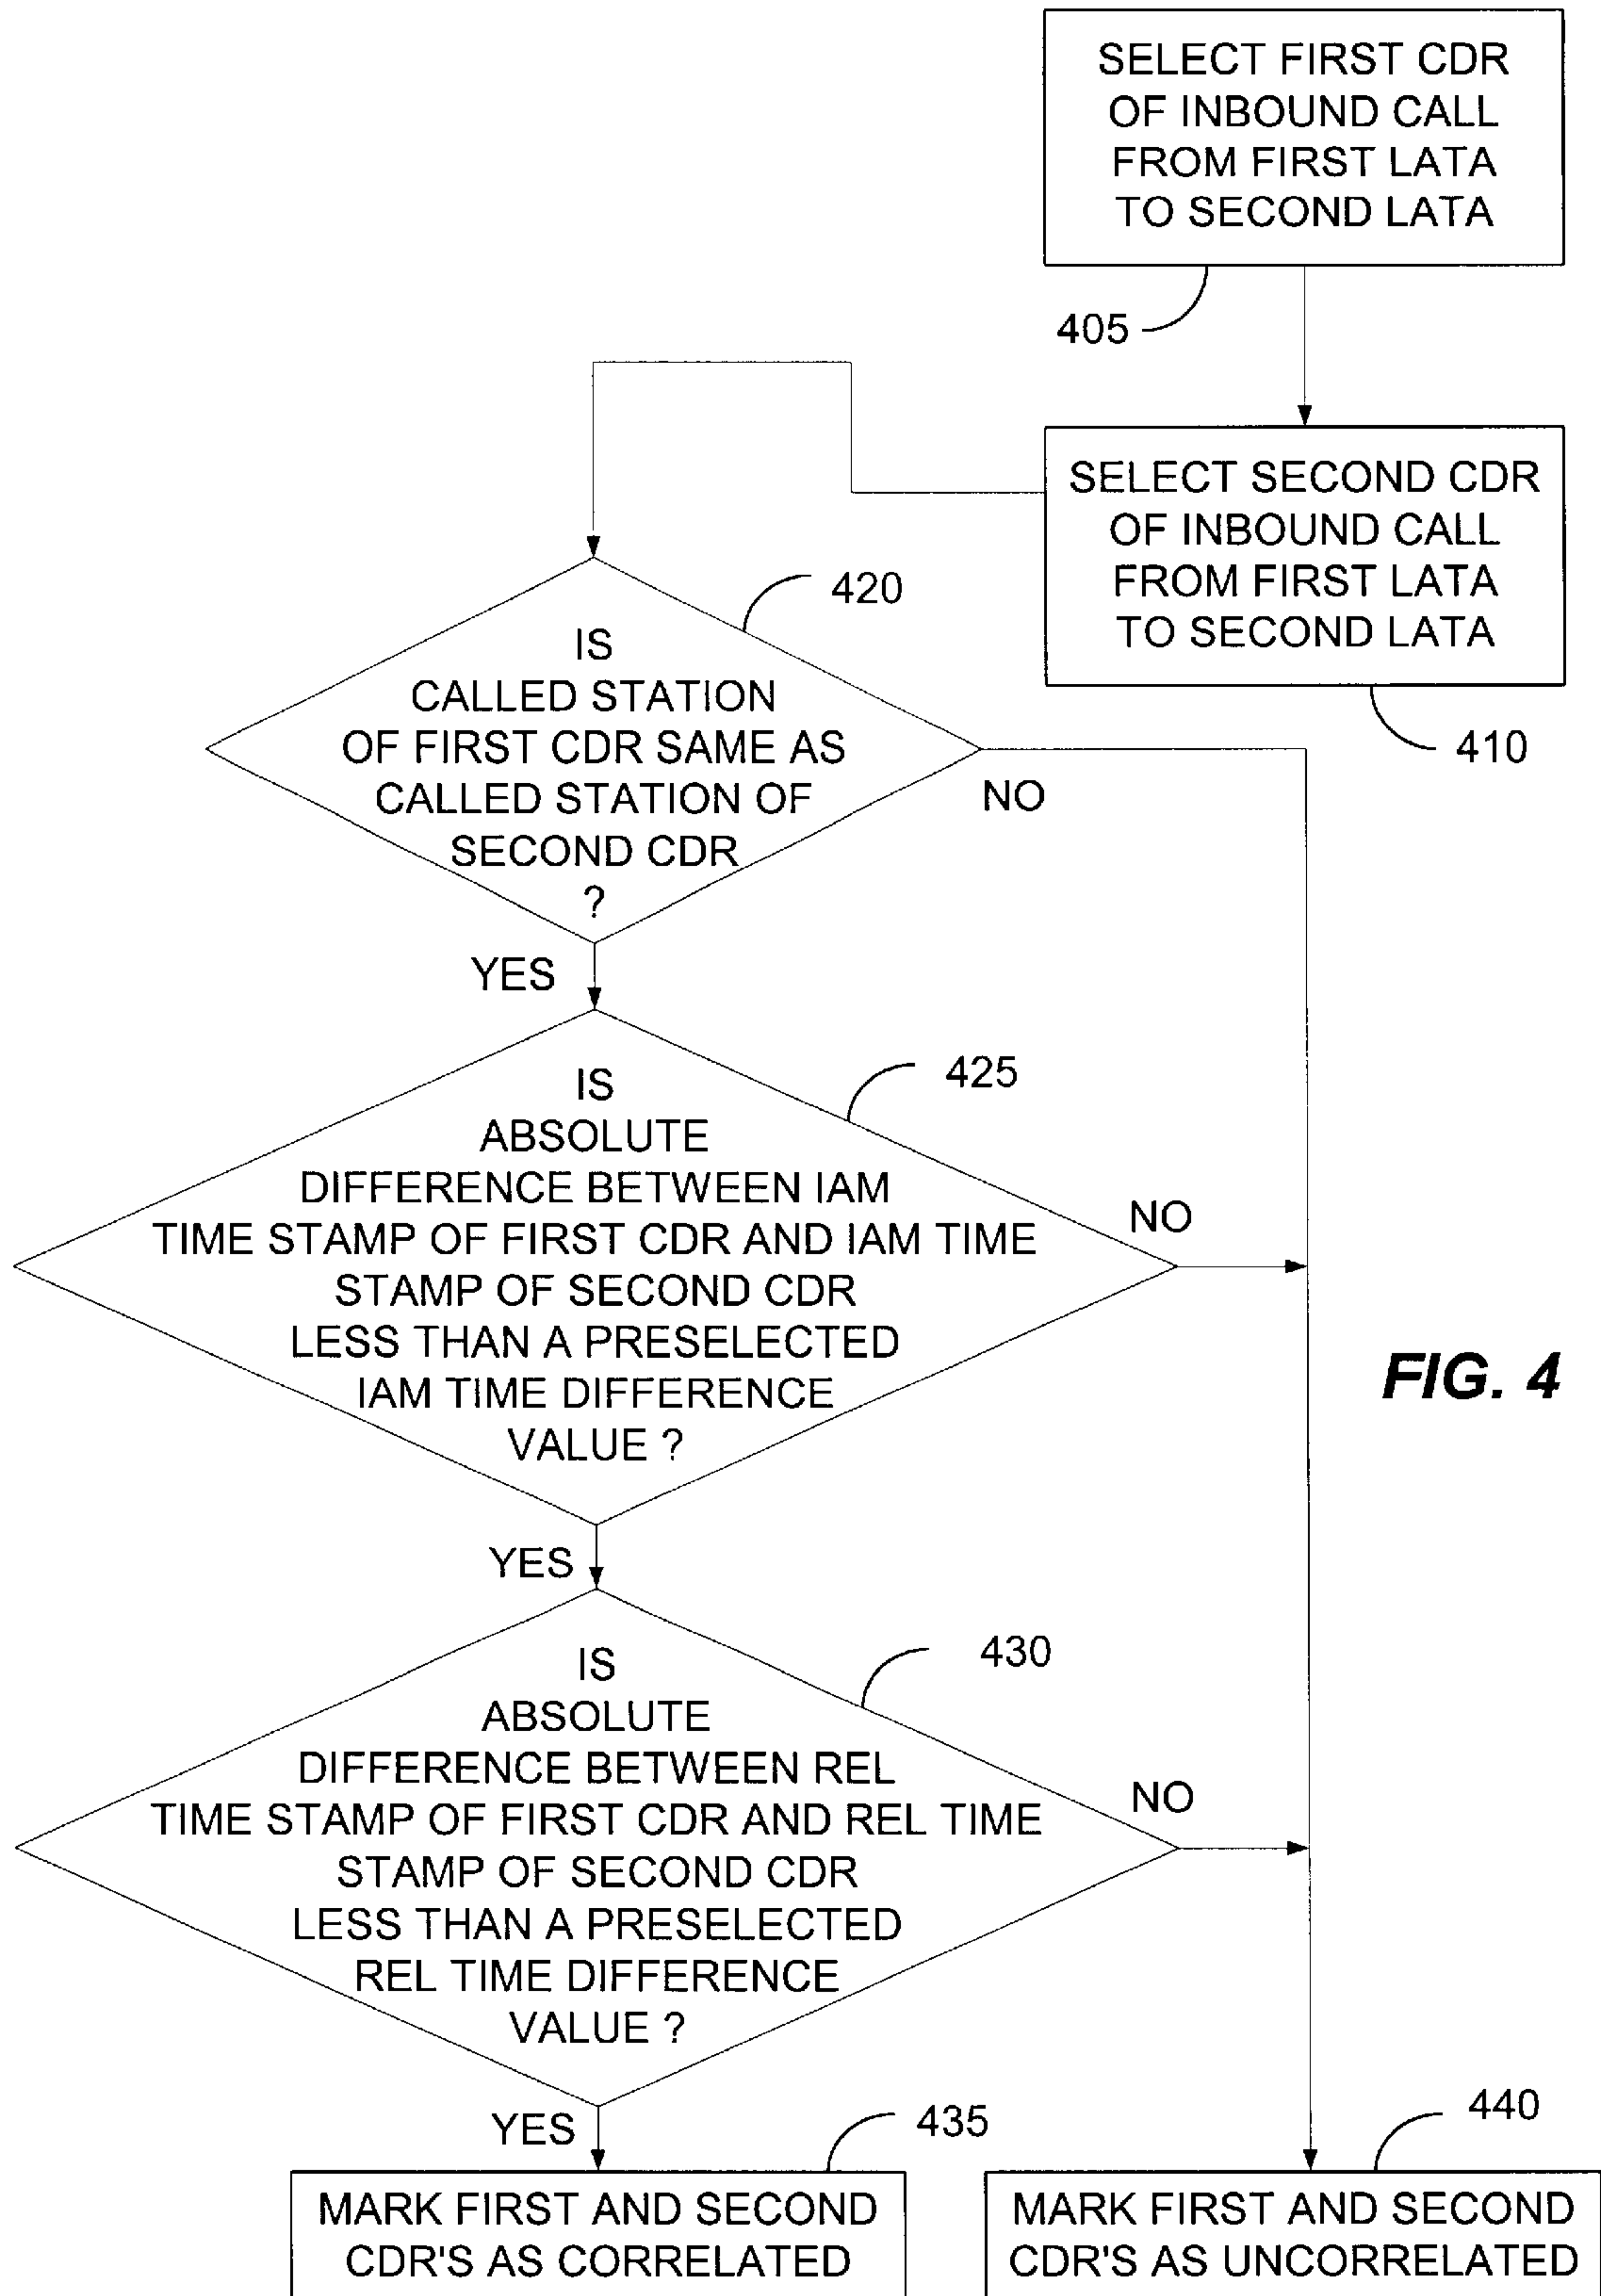 SELECT FIRST CDR
OF INBOUND CALL
FROM FIRST LATA
TO SECOND LATA
405
SELECT SECOND CDR
OF INBOUND CALL
FROM FIRST LATA
TO SECOND LATA
410
420
IS
CALLED STATION
OF FIRST CDR SAME AS
CALLED STATION OF
SECOND CDR
?
NO
YES
425
IS
ABSOLUTE
DIFFERENCE BETWEEN IAM
TIME STAMP OF FIRST CDR AND IAM TIME
STAMP OF SECOND CDR
LESS THAN A PRESELECTED
IAM TIME DIFFERENCE
VALUE ?
NO
FIG. 4
YES
430
IS
ABSOLUTE
DIFFERENCE BETWEEN REL
TIME STAMP OF FIRST CDR AND REL TIME
STAMP OF SECOND CDR
LESS THAN A PRESELECTED
REL TIME DIFFERENCE
VALUE ?
NO
YES
435
MARK FIRST AND SECOND
CDR'S AS CORRELATED
440
MARK FIRST AND SECOND
CDR'S AS UNCORRELATED